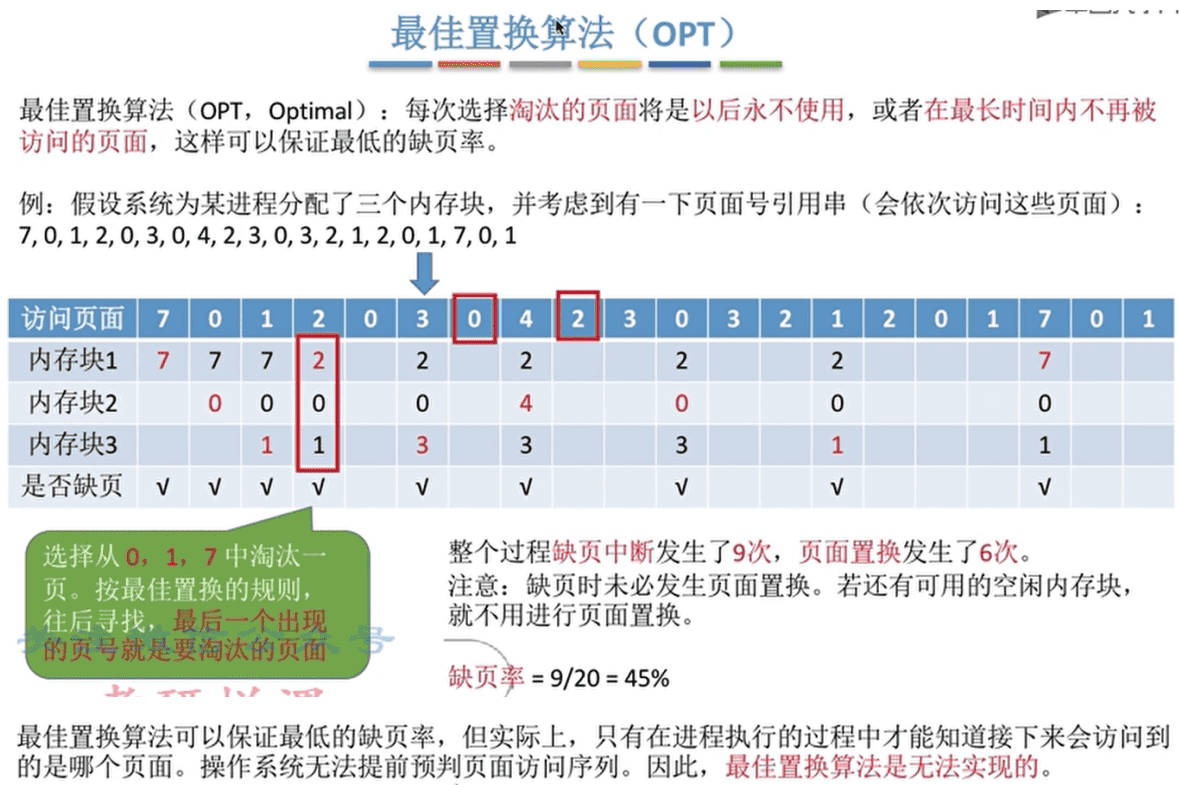 最佳置换算法（OPT）
最佳置换算法（OPT，Optimal）：每次选择淘汰的页面将是以后永不使用，或者在最长时间内不再被
访问的页面，这样可以保证最低的缺页率。
例：假设系统为某进程分配了三个内存块，并考虑到有一下页面号引用串（会依次访问这些页面）：
7, 0, 1, 2, 0, 3, 0, 4, 2, 3, 0, 3, 2, 1, 2, 0, 1, 7, 0, 1
访问页面 7 0 1 2 0 3 0 4 2 3 0 3 2 1 2 0 1 7 0 1
内存块1 7 7 7 2 2 2 2 2 7
内存块2 0 0 0 0 4 0 0 0
内存块3 1 1 3 3 3 1 1
是否缺页 √ √ √ √ √ √ √ √ √
选择从 0，1，7 中淘汰一
页。按最佳置换的规则，
往后寻找，最后一个出现
的页号就是要淘汰的页面
整个过程缺页中断发生了9次，页面置换发生了6次。
注意：缺页时未必发生页面置换。若还有可用的空闲内存块，
就不用进行页面置换。
缺页率 = 9/20 = 45%
最佳置换算法可以保证最低的缺页率，但实际上，只有在进程执行的过程中才能知道接下来会访问到
的是哪个页面。操作系统无法提前预判页面访问序列。因此，最佳置换算法是无法实现的。